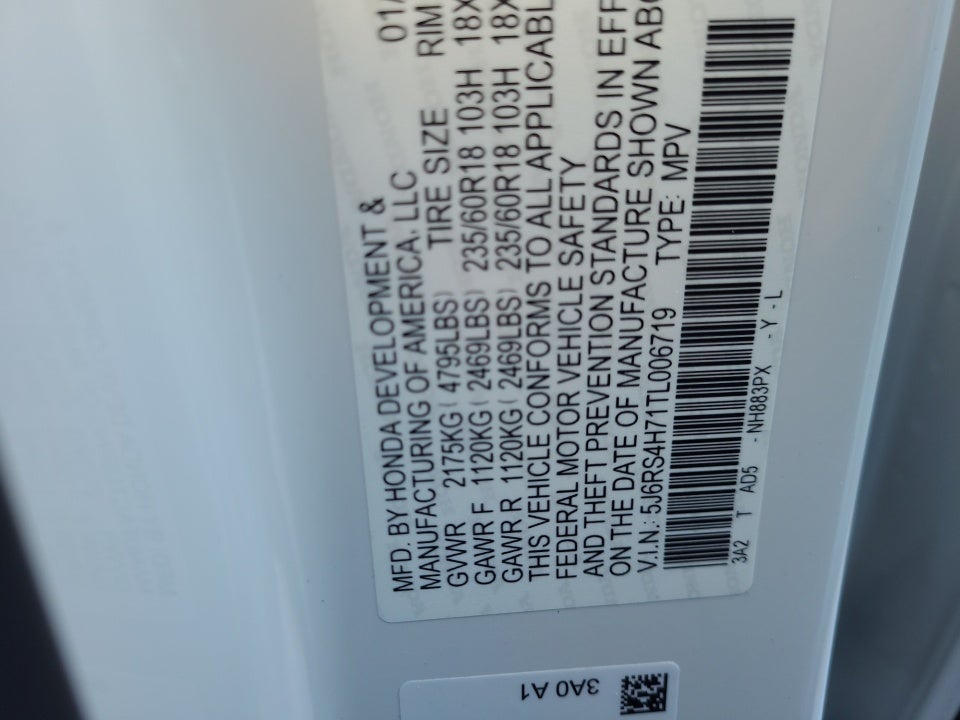 MFD. BY HONDA DEVELOPMENT &
MANUFACTURING OF AMERICA, LLC 01/
GVWR 2175KG ( 4795LBS) TIRE SIZE RIM
GAWR F 1120KG ( 2469LBS) 235/60R18 103H 18X
GAWR R 1120KG ( 2469LBS) 235/60R18 103H 18X
THIS VEHICLE CONFORMS TO ALL APPLICABL
FEDERAL MOTOR VEHICLE SAFETY
AND THEFT PREVENTION STANDARDS IN EFF
ON THE DATE OF MANUFACTURE SHOWN ABO
V.I.N.: 5J6RS4H71TL006719 TYPE: MPV
3A2 T AD5 - NH883PX - Y - L
3A0 A1